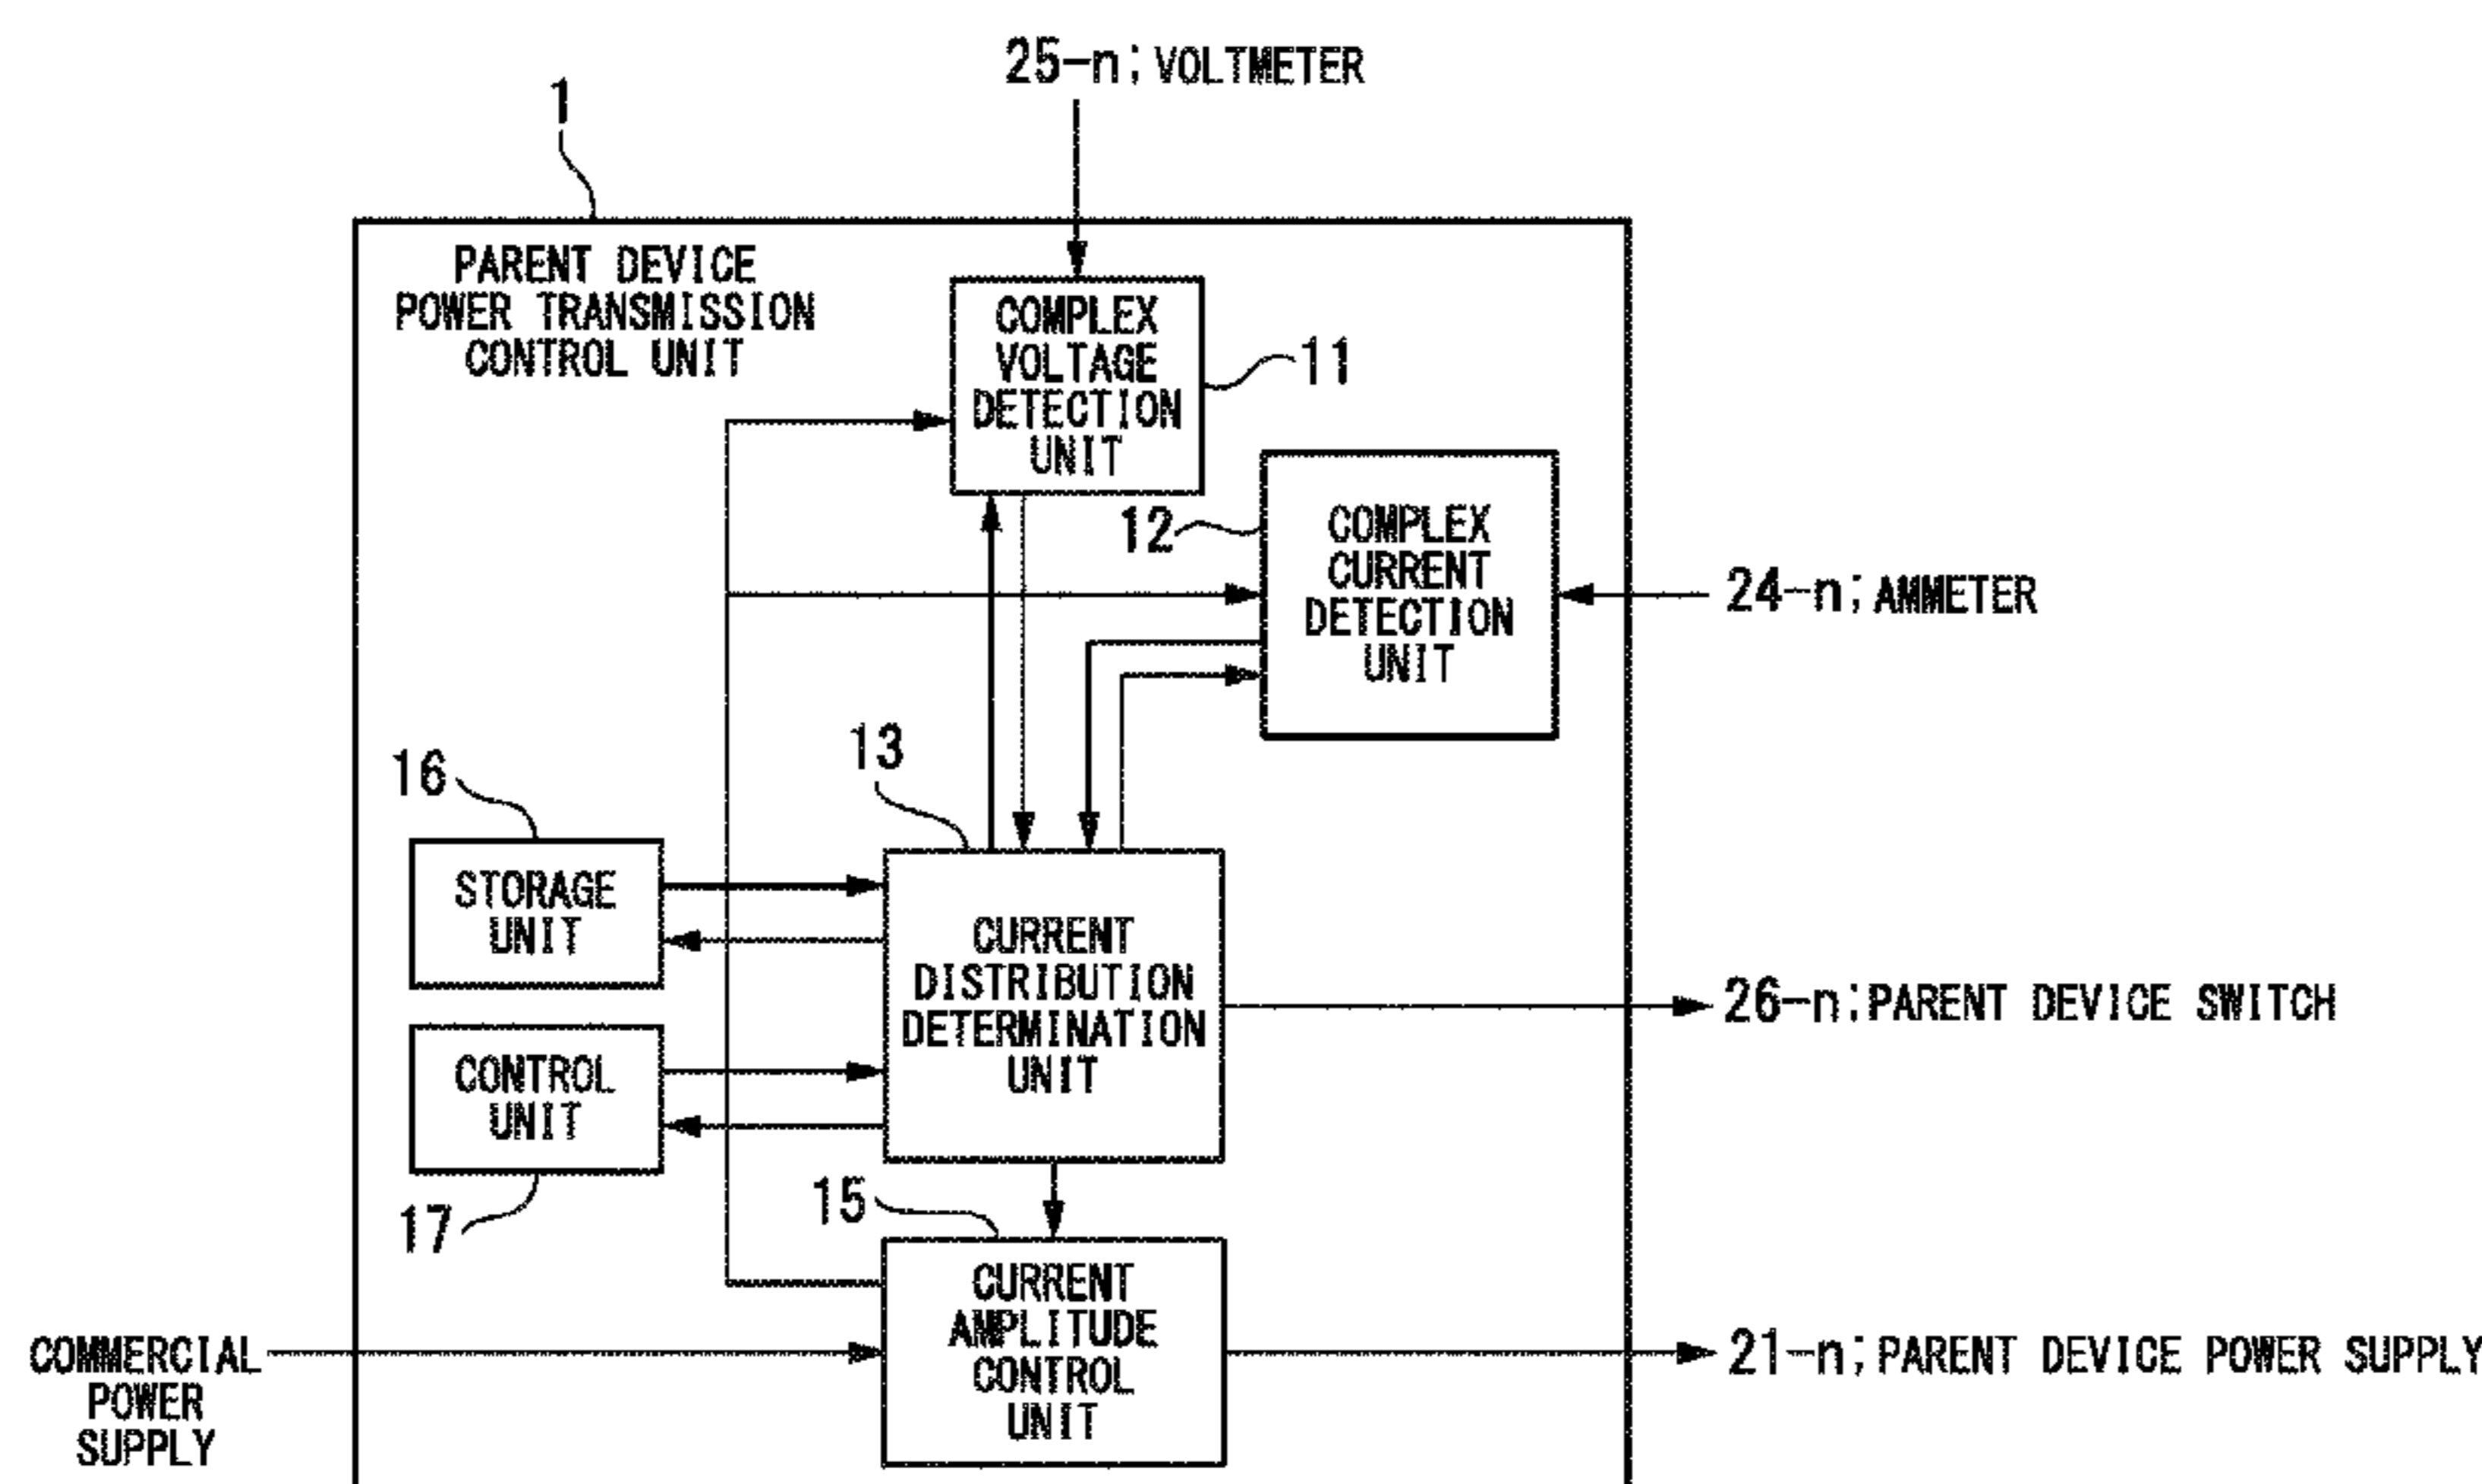 25-n; VOLTMETER
1
PARENT DEVICE
POWER TRANSMISSION
CONTROL UNIT
COMPLEX
VOLTAGE
DETECTION
UNIT
11
12
COMPLEX
CURRENT
DETECTION
UNIT
24-n; AMMETER
13
16
STORAGE
UNIT
CURRENT
DISTRIBUTION
DETERMINATION
UNIT
26-n; PARENT DEVICE SWITCH
CONTROL
UNIT
17
15
CURRENT
AMPLITUDE
CONTROL
UNIT
COMMERCIAL
POWER
SUPPLY
21-n; PARENT DEVICE POWER SUPPLY